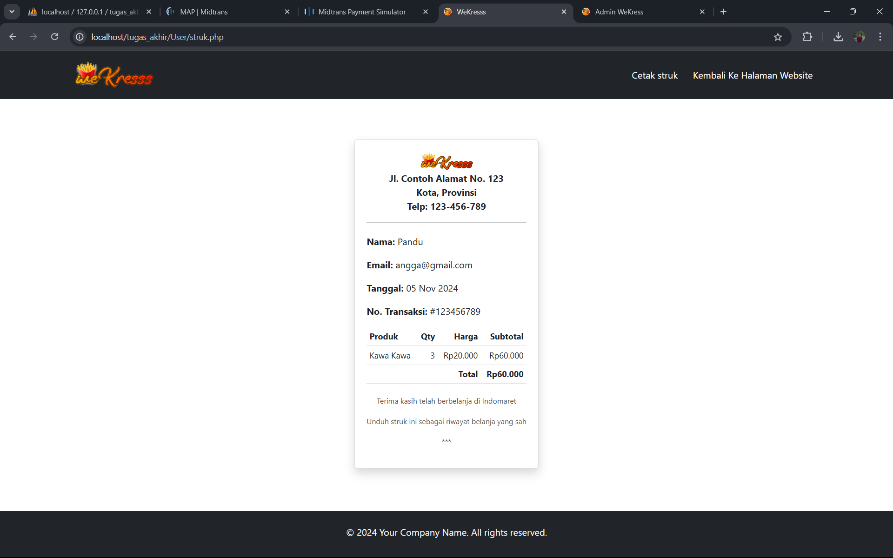 localhost / 127.0.0.1 / tugas_akl
MAP | Midtrans
Midtrans Payment Simulator
WeKresss
Admin WeKress
localhost/tugas_akhir/User/struk.php
weKresss
Cetak struk
Kembali Ke Halaman Website
weKresss
Jl. Contoh Alamat No. 123
Kota, Provinsi
Telp: 123-456-789
Nama: Pandu
Email: angga@gmail.com
Tanggal: 05 Nov 2024
No. Transaksi: #123456789
Produk Qty Harga Subtotal
Kawa Kawa 3 Rp20.000 Rp60.000
Total Rp60.000
Terima kasih telah berbelanja di Indomaret
Unduh struk ini sebagai riwayat belanja yang sah
***
© 2024 Your Company Name. All rights reserved.